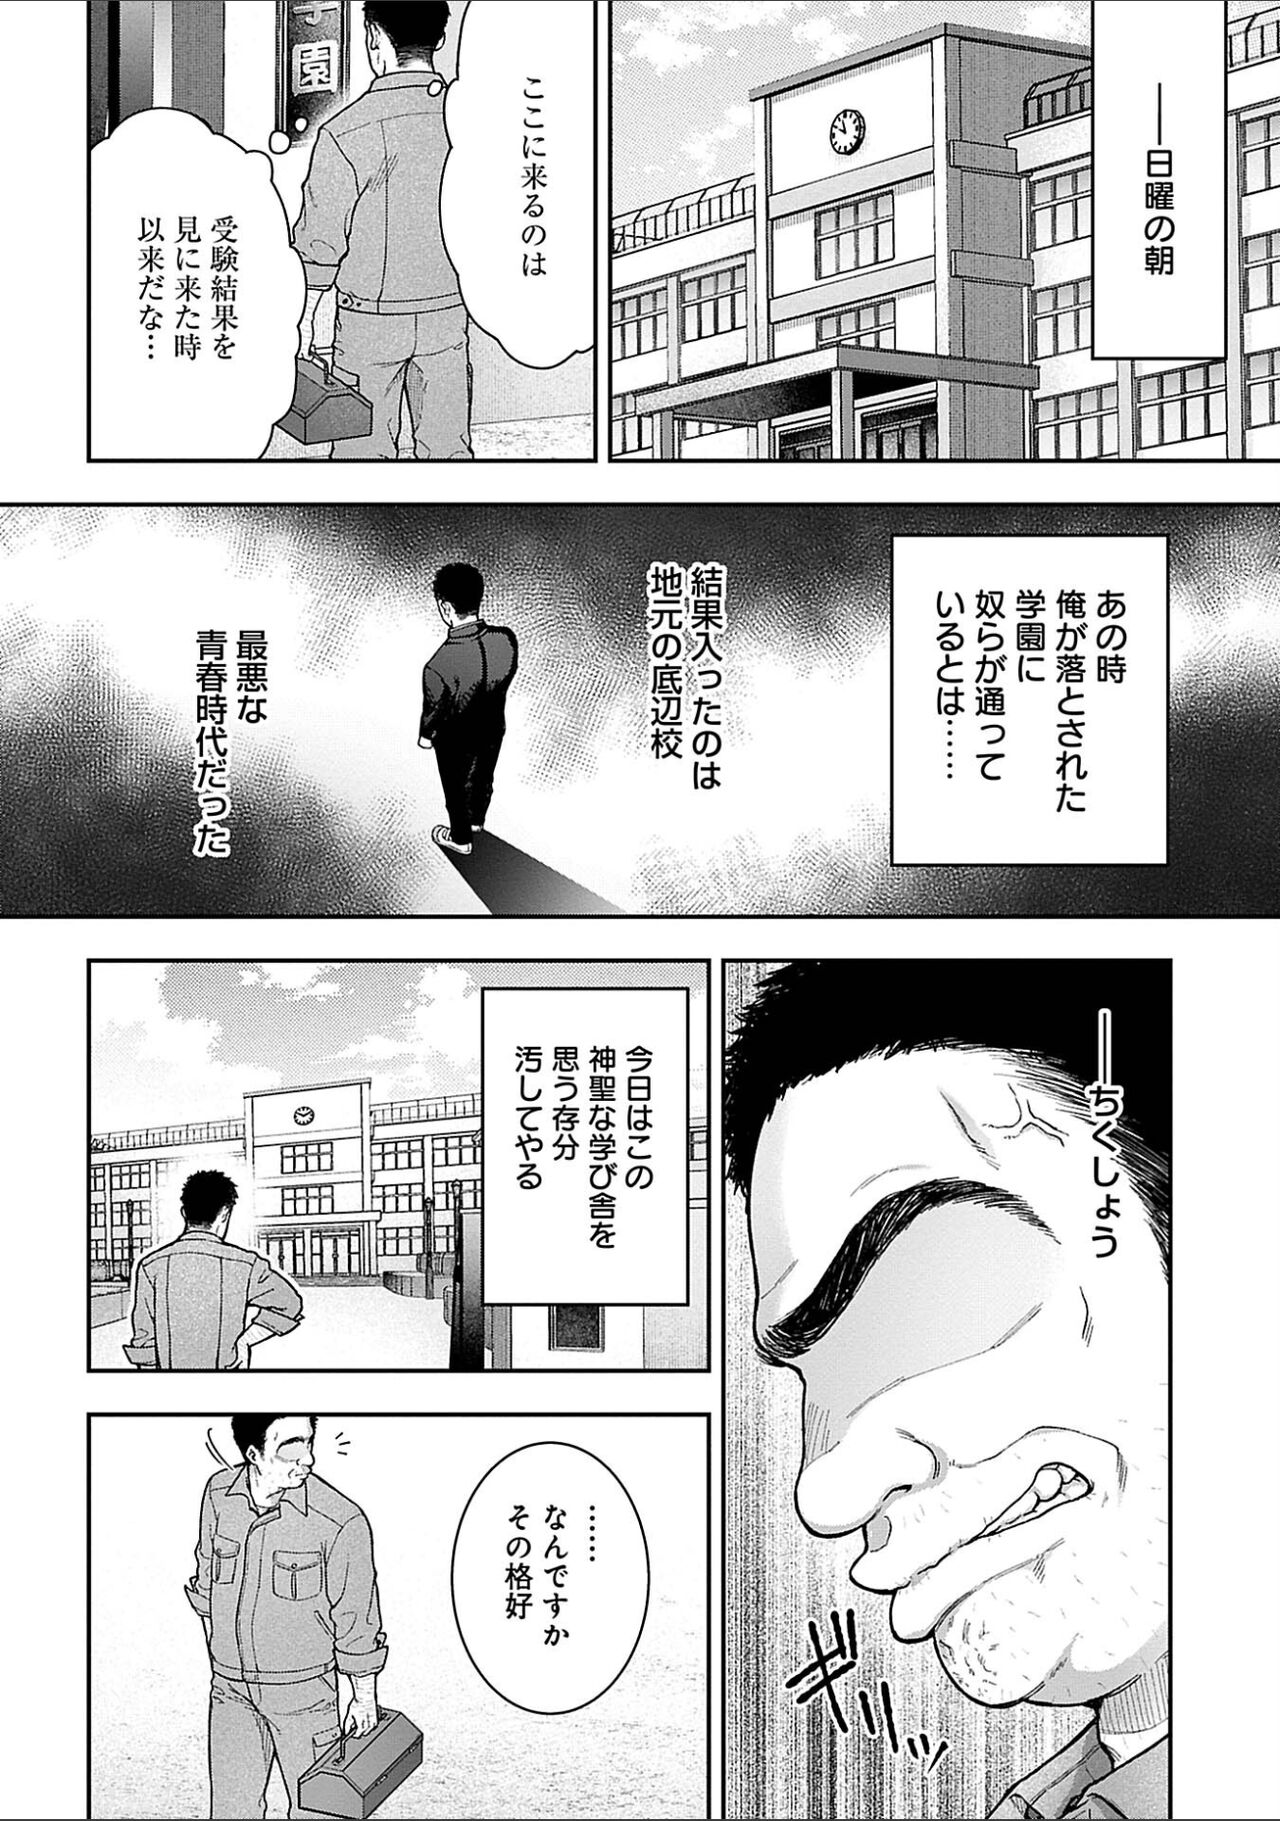 ――日曜の朝
学園
ここに来るのは
受験結果を
見に来た時
以来だな…
あの時
俺が落とされた
学園に
奴らが通って
いるとは……
結果入ったのは
地元の底辺校
最悪な
青春時代だった
――ちくしょう
ギリッ
今日はこの
神聖な学び舎を
思う存分
汚してやる
……
なんですか
その格好